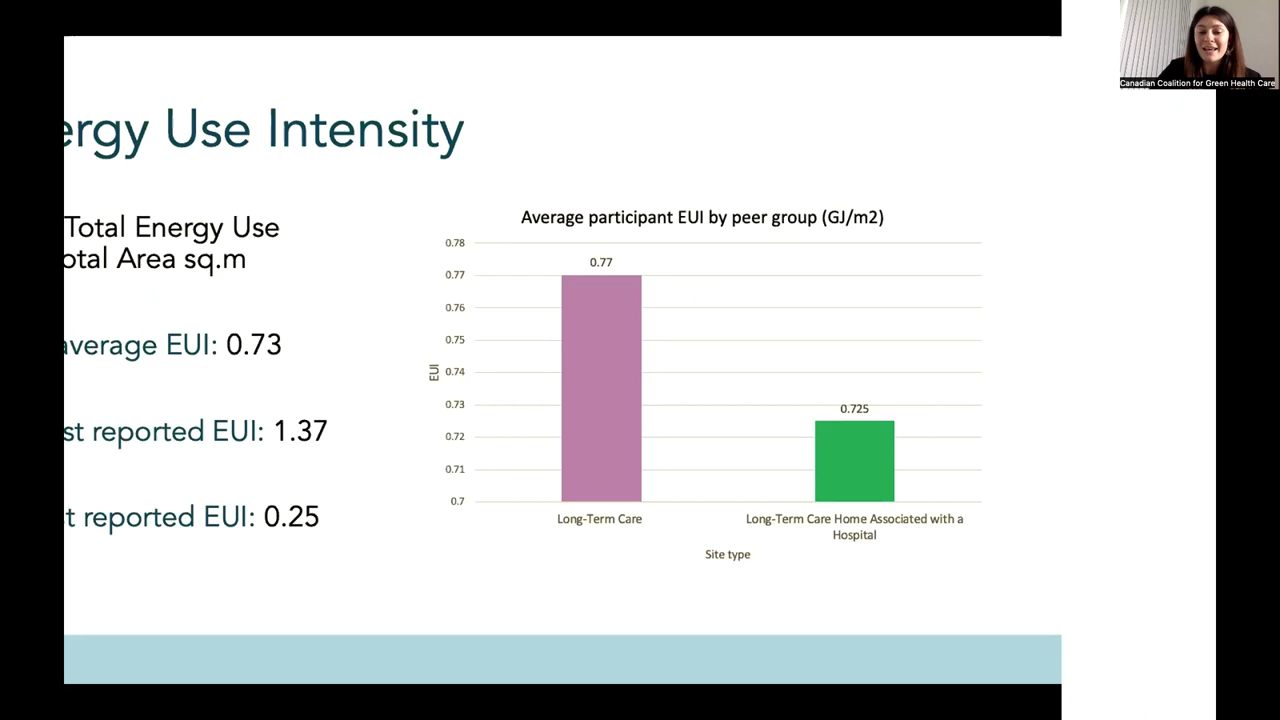 Canadian Coalition for Green Health Care
ergy Use Intensity
Total Energy Use
otal Area sq.m
average EUI: 0.73
st reported EUI: 1.37
t reported EUI: 0.25
Average participant EUI by peer group (GJ/m2)
0.78
0.77
0.76
0.75
0.74
0.73
0.72
0.71
0.7
EUI
0.77
0.725
Long-Term Care
Long-Term Care Home Associated with a
Hospital
Site type